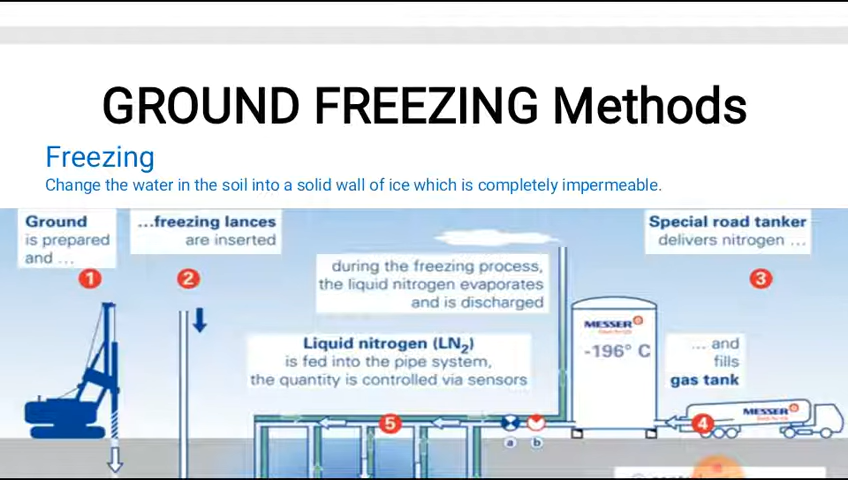 GROUND FREEZING Methods
Freezing
Change the water in the soil into a solid wall of ice which is completely impermeable.
Ground
is prepared
and ...
1
...freezing lances
are inserted
2
during the freezing process,
the liquid nitrogen evaporates
and is discharged
Special road tanker
delivers nitrogen ...
3
Liquid nitrogen (LN2)
is fed into the pipe system,
the quantity is controlled via sensors
MESSER
-196° C
... and
fills
gas tank
MESSER
5
4
a
b